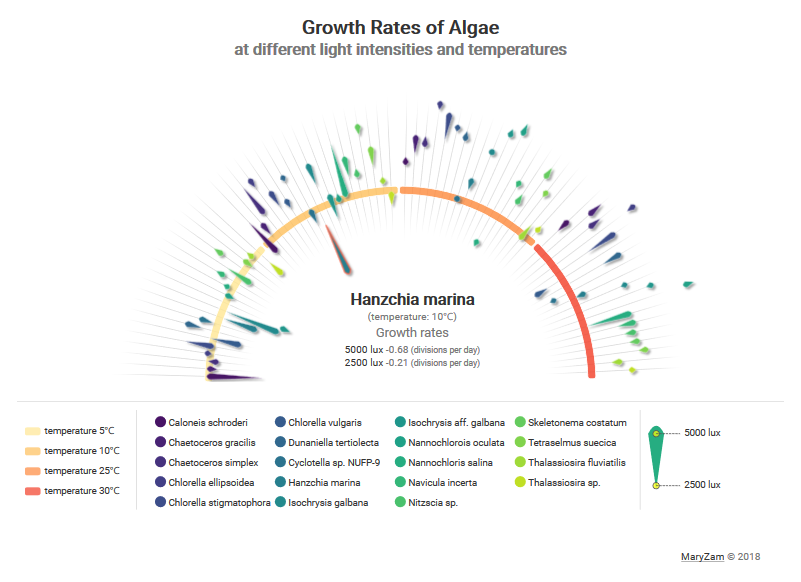 Growth Rates of Algae
at different light intensities and temperatures
Hanzchia marina
(temperature: 10°C)
Growth rates
5000 lux -0.68 (divisions per day)
2500 lux -0.21 (divisions per day)
temperature 5°C
temperature 10°C
temperature 25°C
temperature 30°C
Caloneis schroderi
Chaetoceros gracilis
Chaetoceros simplex
Chlorella ellipsoidea
Chlorella stigmatophora
Chlorella vulgaris
Dunaniella tertiolecta
Cyclotella sp. NUFP-9
Hanzchia marina
Isochrysis galbana
Isochrysis aff. galbana
Nannochlorois oculata
Nannochloris salina
Navicula incerta
Nitzscia sp.
Skeletonema costatum
Tetraselmus suecica
Thalassiosira fluviatilis
Thalassiosira sp.
5000 lux
2500 lux
MaryZam © 2018